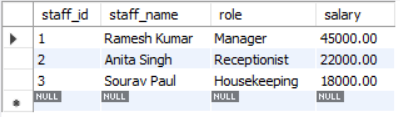 staff_id staff_name role salary
1 Ramesh Kumar Manager 45000.00
2 Anita Singh Receptionist 22000.00
3 Sourav Paul Housekeeping 18000.00
NULL NULL NULL NULL